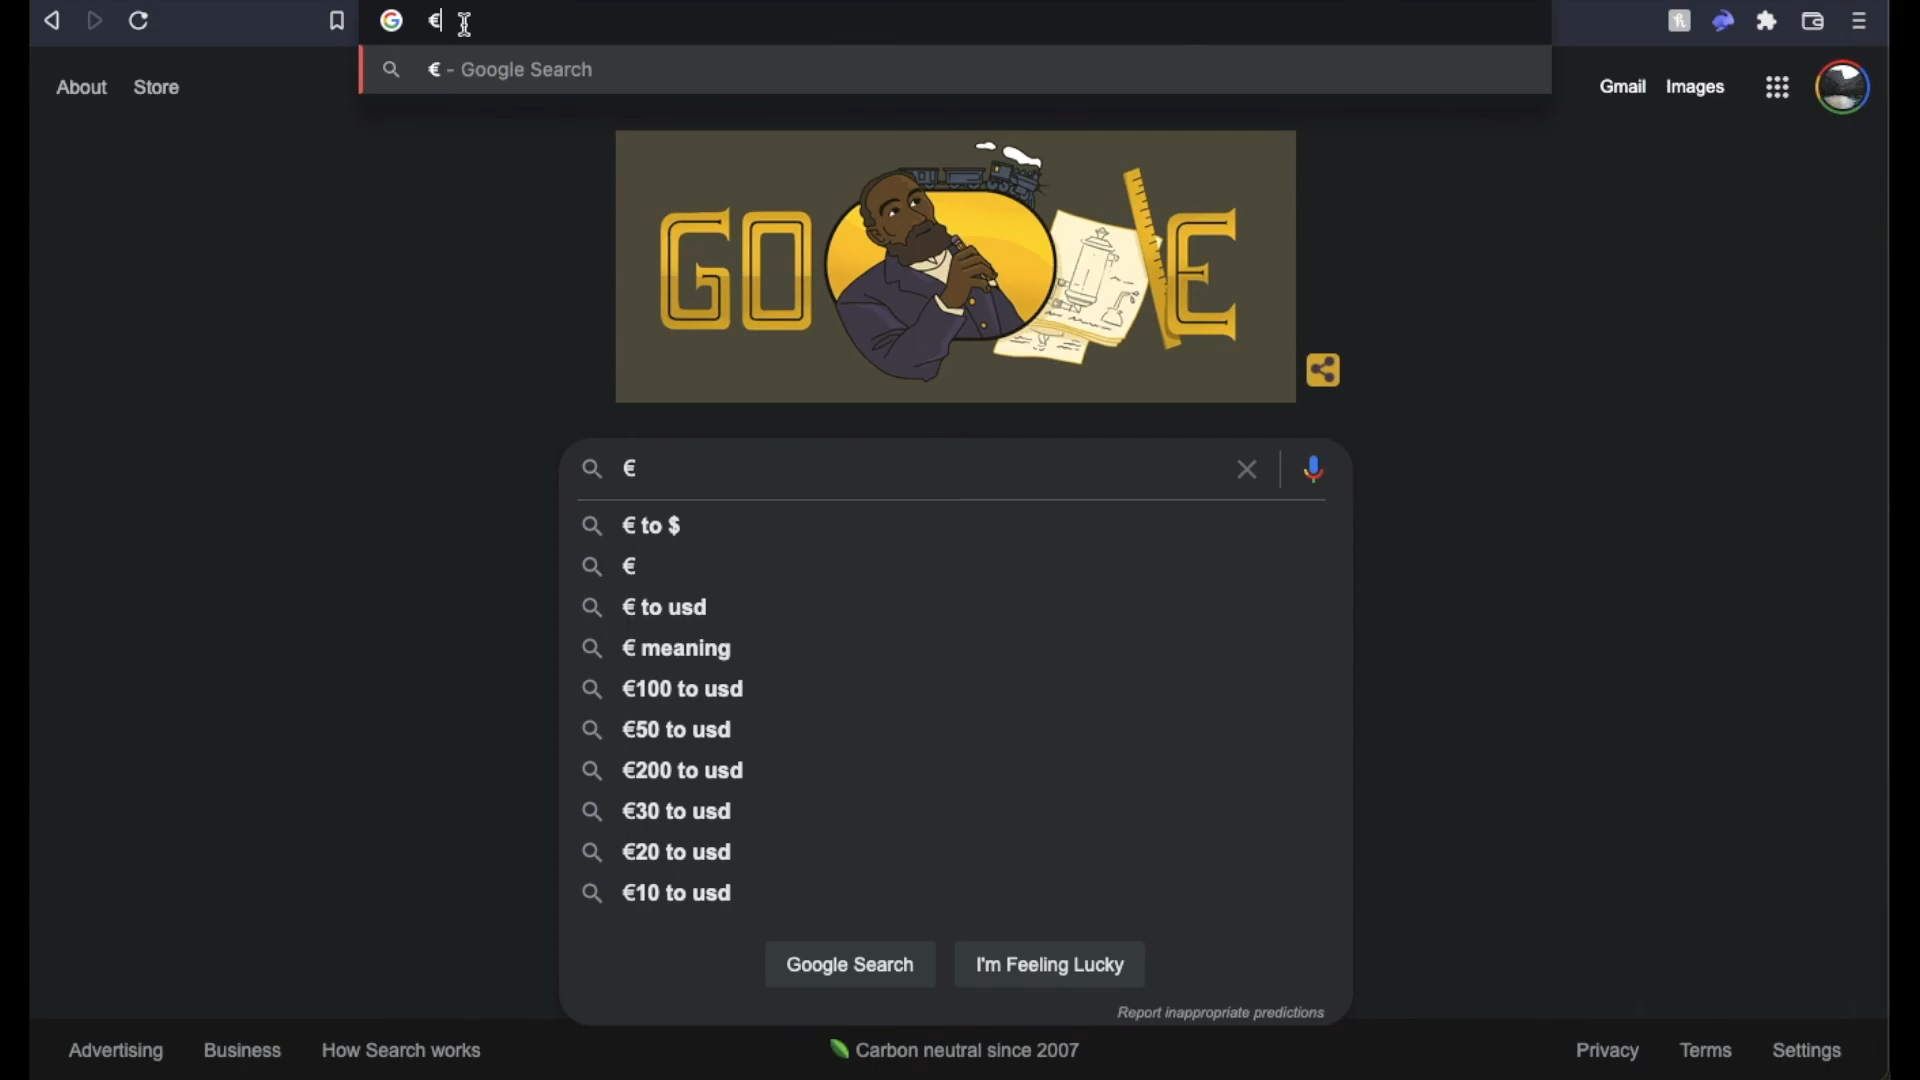 €
€ - Google Search
About Store
Gmail Images
GOO E
€
€ to $
€
€ to usd
€ meaning
€100 to usd
€50 to usd
€200 to usd
€30 to usd
€20 to usd
€10 to usd
Google Search I'm Feeling Lucky
Report inappropriate predictions
Advertising Business How Search works Carbon neutral since 2007 Privacy Terms Settings